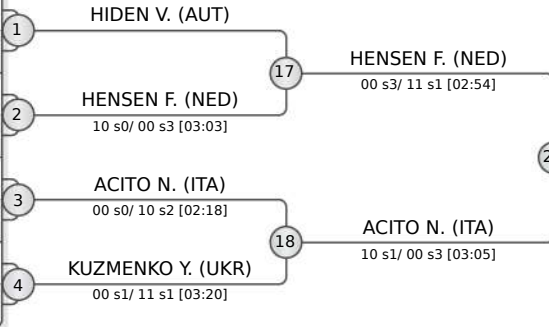 HIDEN V. (AUT)
1
17
HENSEN F. (NED)
00 s3/ 11 s1 [02:54]
HENSEN F. (NED)
2
10 s0/ 00 s3 [03:03]
2
ACITO N. (ITA)
3
00 s0/ 10 s2 [02:18]
18
ACITO N. (ITA)
10 s1/ 00 s3 [03:05]
KUZMENKO Y. (UKR)
4
00 s1/ 11 s1 [03:20]